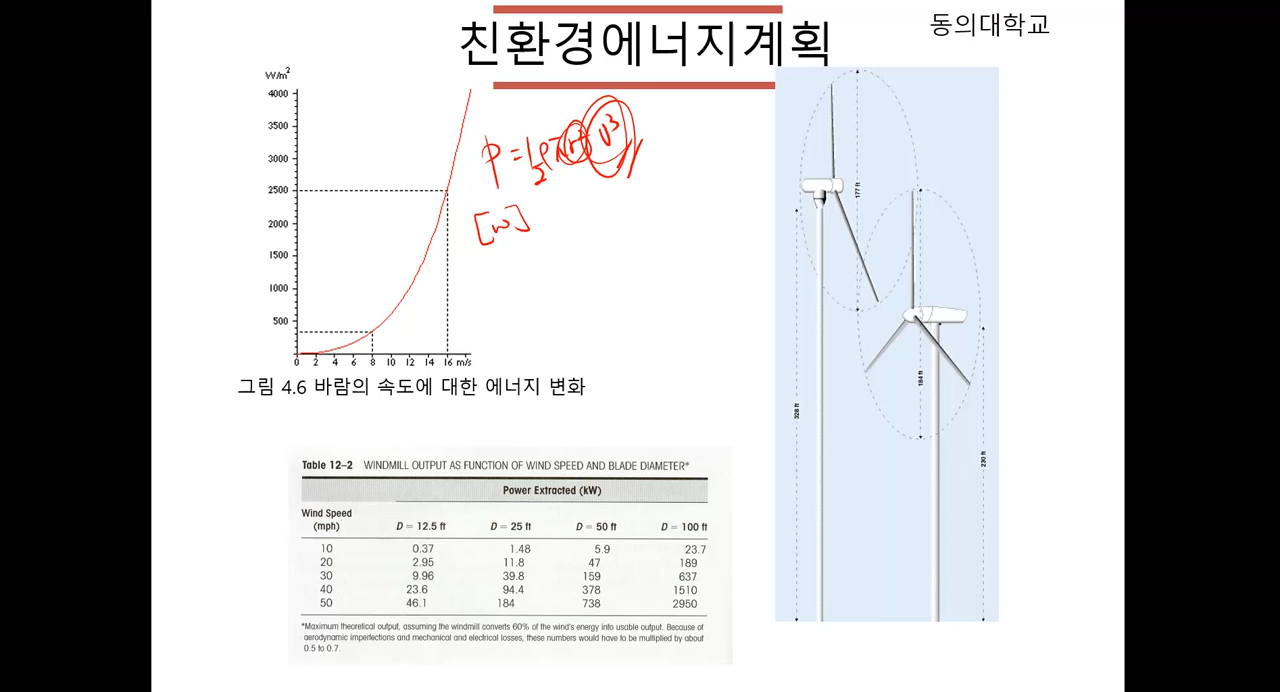 친환경에너지계획
동의대학교
W/m²
4000
3500
3000
2500
2000
1500
1000
500
0 2 4 6 8 10 12 14 16 m/s
P = ½ρπr²v³
[w]
그림 4.6 바람의 속도에 대한 에너지 변화
177 ft
328 ft
184 ft
230 ft
Table 12–2 WINDMILL OUTPUT AS FUNCTION OF WIND SPEED AND BLADE DIAMETER*
Power Extracted (kW)
Wind Speed
(mph) D = 12.5 ft D = 25 ft D = 50 ft D = 100 ft
10 0.37 1.48 5.9 23.7
20 2.95 11.8 47 189
30 9.96 39.8 159 637
40 23.6 94.4 378 1510
50 46.1 184 738 2950
*Maximum theoretical output, assuming the windmill converts 60% of the wind's energy into usable output. Because of
aerodynamic imperfections and mechanical and electrical losses, these numbers would have to be multiplied by about
0.5 to 0.7.